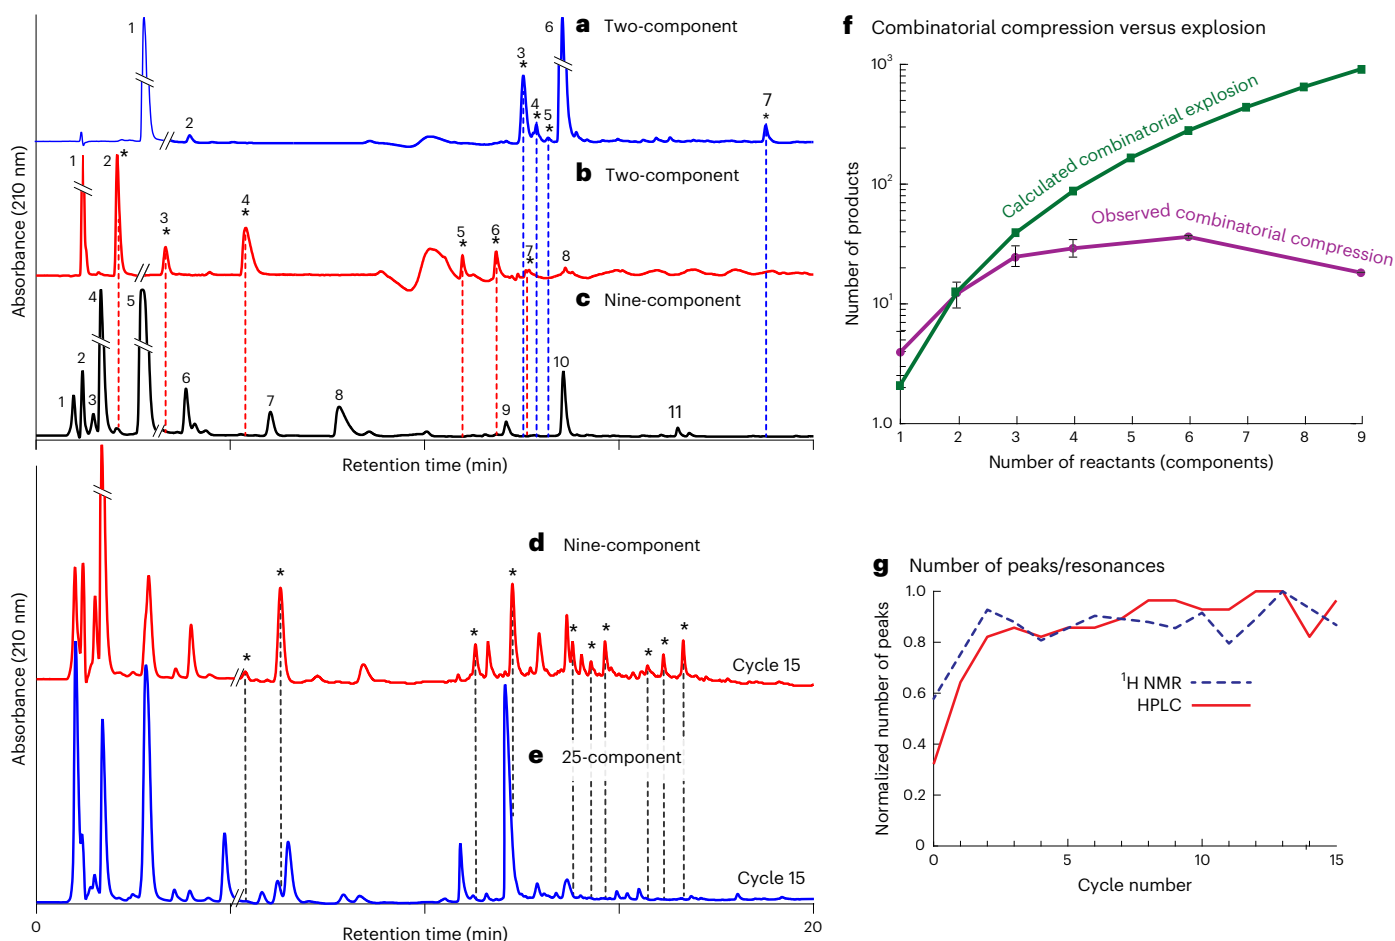 a Two-component
1
2
3
*
4
*
5
*
6
7
*
Absorbance (210 nm)
b Two-component
1
2
*
3
*
4
*
5
*
6
*
7
*
8
c Nine-component
1
2
3
4
5
6
7
8
9
10
11
Retention time (min)
d Nine-component
*
*
*
*
*
*
*
*
*
*
Cycle 15
Absorbance (210 nm)
e 25-component
Cycle 15
0
20
Retention time (min)
f Combinatorial compression versus explosion
10³
10²
10¹
1.0
Number of products
Calculated combinatorial explosion
Observed combinatorial compression
1 2 3 4 5 6 7 8 9
Number of reactants (components)
g Number of peaks/resonances
1.0
0.8
0.6
0.4
0.2
0
Normalized number of peaks
¹H NMR
HPLC
0 5 10 15
Cycle number